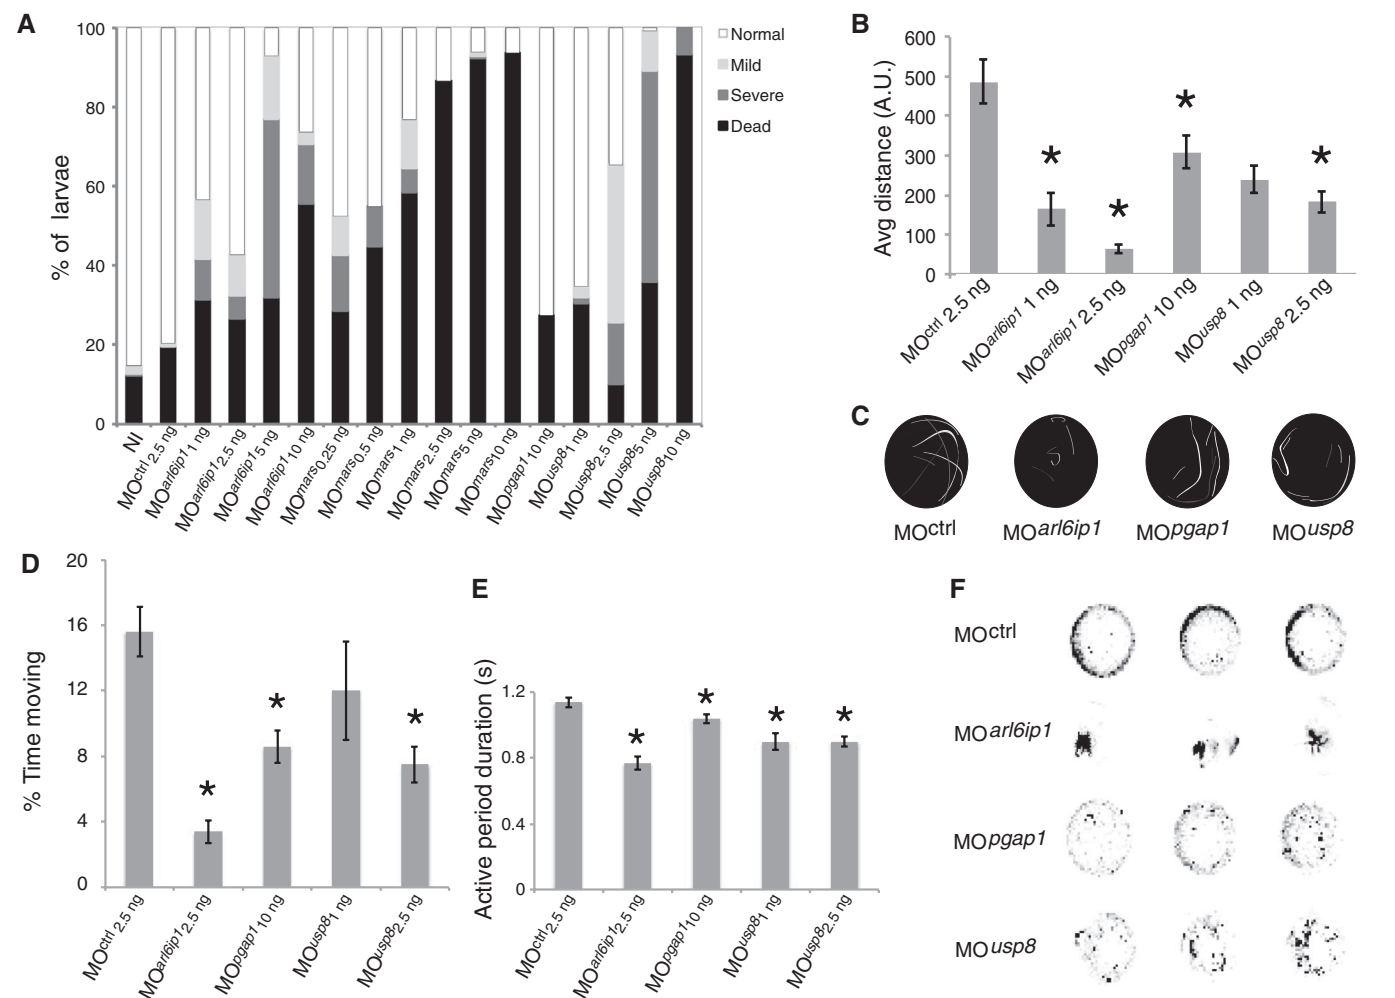 A
100
80
60
40
20
0
% of larvae
Normal
Mild
Severe
Dead
NI
MOctrl 2.5 ng
MOarl6ip1 1 ng
MOarl6ip1 2.5 ng
MOarl6ip1 5 ng
MOarl6ip1 10 ng
MOmars 0.25 ng
MOmars 0.5 ng
MOmars 1 ng
MOmars 2.5 ng
MOmars 5 ng
MOmars 10 ng
MOpgap1 10 ng
MOusp8 1 ng
MOusp8 2.5 ng
MOusp8 5 ng
MOusp8 10 ng
B
600
500
400
300
200
100
0
Avg distance (A.U.)
*
*
*
*
MOctrl 2.5 ng
MOarl6ip1 1 ng
MOarl6ip1 2.5 ng
MOpgap1 10 ng
MOusp8 1 ng
MOusp8 2.5 ng
C
MOctrl
MOarl6ip1
MOpgap1
MOusp8
D
20
16
12
8
4
0
% Time moving
*
*
*
MOctrl 2.5 ng
MOarl6ip1 2.5 ng
MOpgap1 10 ng
MOusp8 1 ng
MOusp8 2.5 ng
E
1.2
0.8
0.4
0
Active period duration (s)
*
*
*
*
MOctrl 2.5 ng
MOarl6ip1 2.5 ng
MOpgap1 10 ng
MOusp8 1 ng
MOusp8 2.5 ng
F
MOctrl
MOarl6ip1
MOpgap1
MOusp8